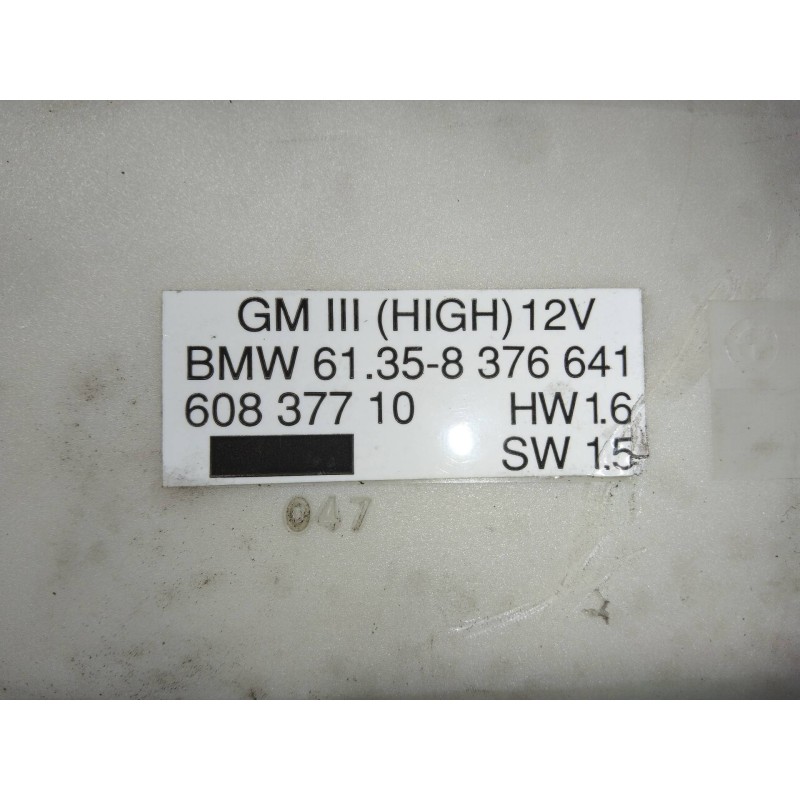 GM III (HIGH) 12V
BMW 61.35-8 376 641
608 377 10 HW 1.6
SW 1.5
047